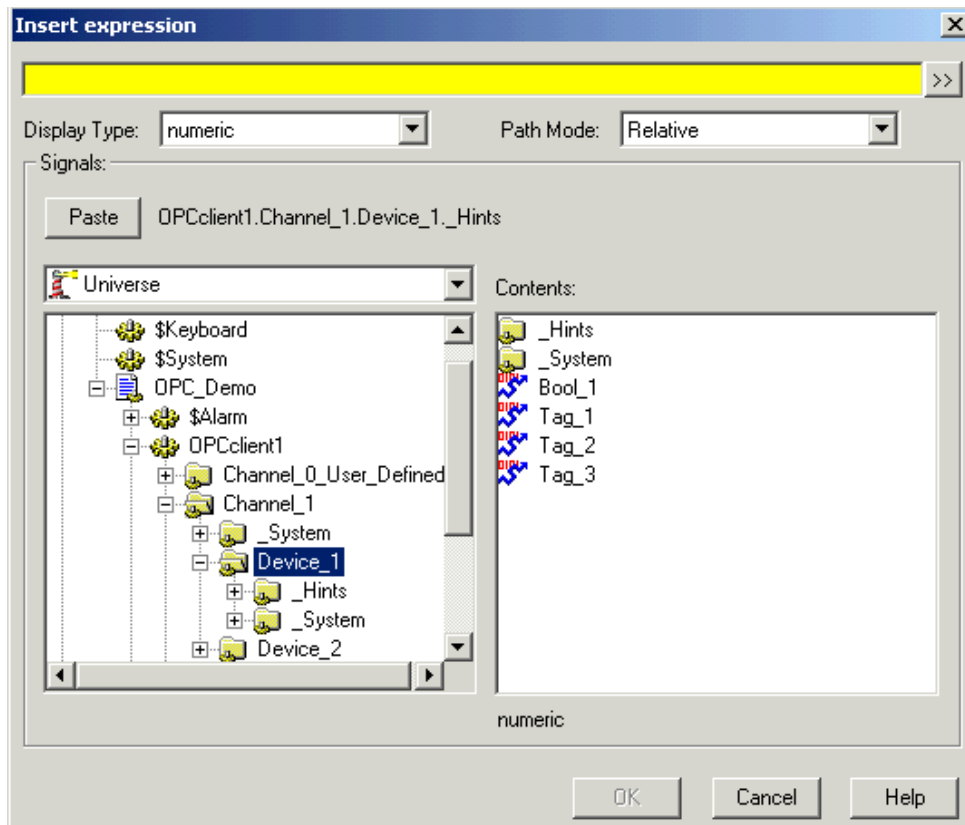 Insert expression
>>
Display Type: numeric Path Mode: Relative
Signals:
Paste OPCclient1.Channel_1.Device_1._Hints
Universe
Contents:
$Keyboard
$System
OPC_Demo
$Alarm
OPCclient1
Channel_0_User_Defined
Channel_1
_System
Device_1
_Hints
_System
Device_2
_Hints
_System
Bool_1
Tag_1
Tag_2
Tag_3
numeric
OK Cancel Help